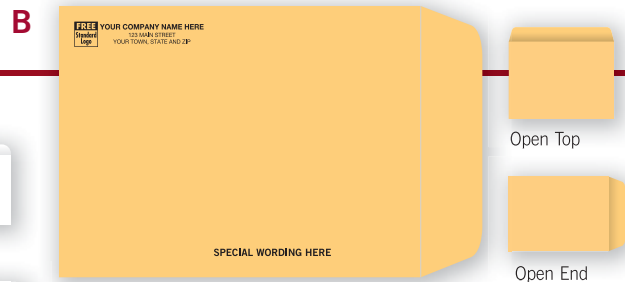 B
FREE
Standard
Logo
YOUR COMPANY NAME HERE
123 MAIN STREET
YOUR TOWN, STATE AND ZIP
SPECIAL WORDING HERE
Open Top
Open End